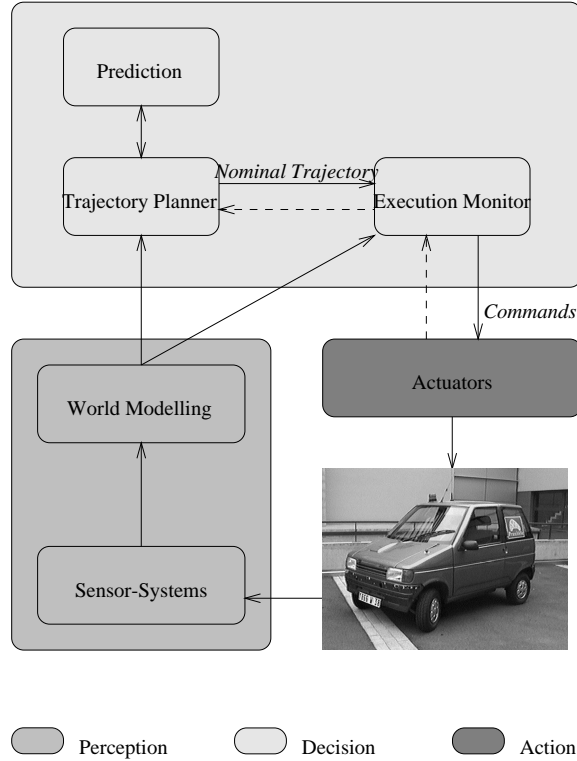 Prediction
Nominal Trajectory
Trajectory Planner
Execution Monitor
Commands
World Modelling
Actuators
Sensor-Systems
Perception
Decision
Action